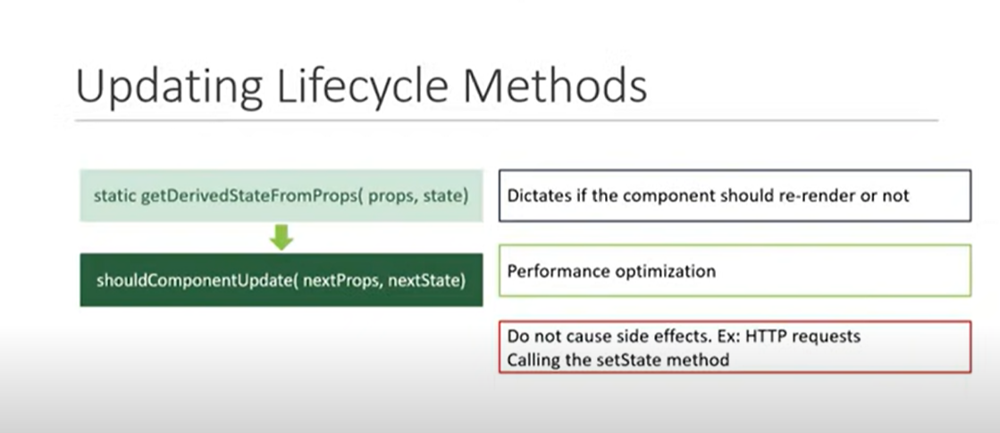 Updating Lifecycle Methods
static getDerivedStateFromProps( props, state)
shouldComponentUpdate( nextProps, nextState)
Dictates if the component should re-render or not
Performance optimization
Do not cause side effects. Ex: HTTP requests
Calling the setState method